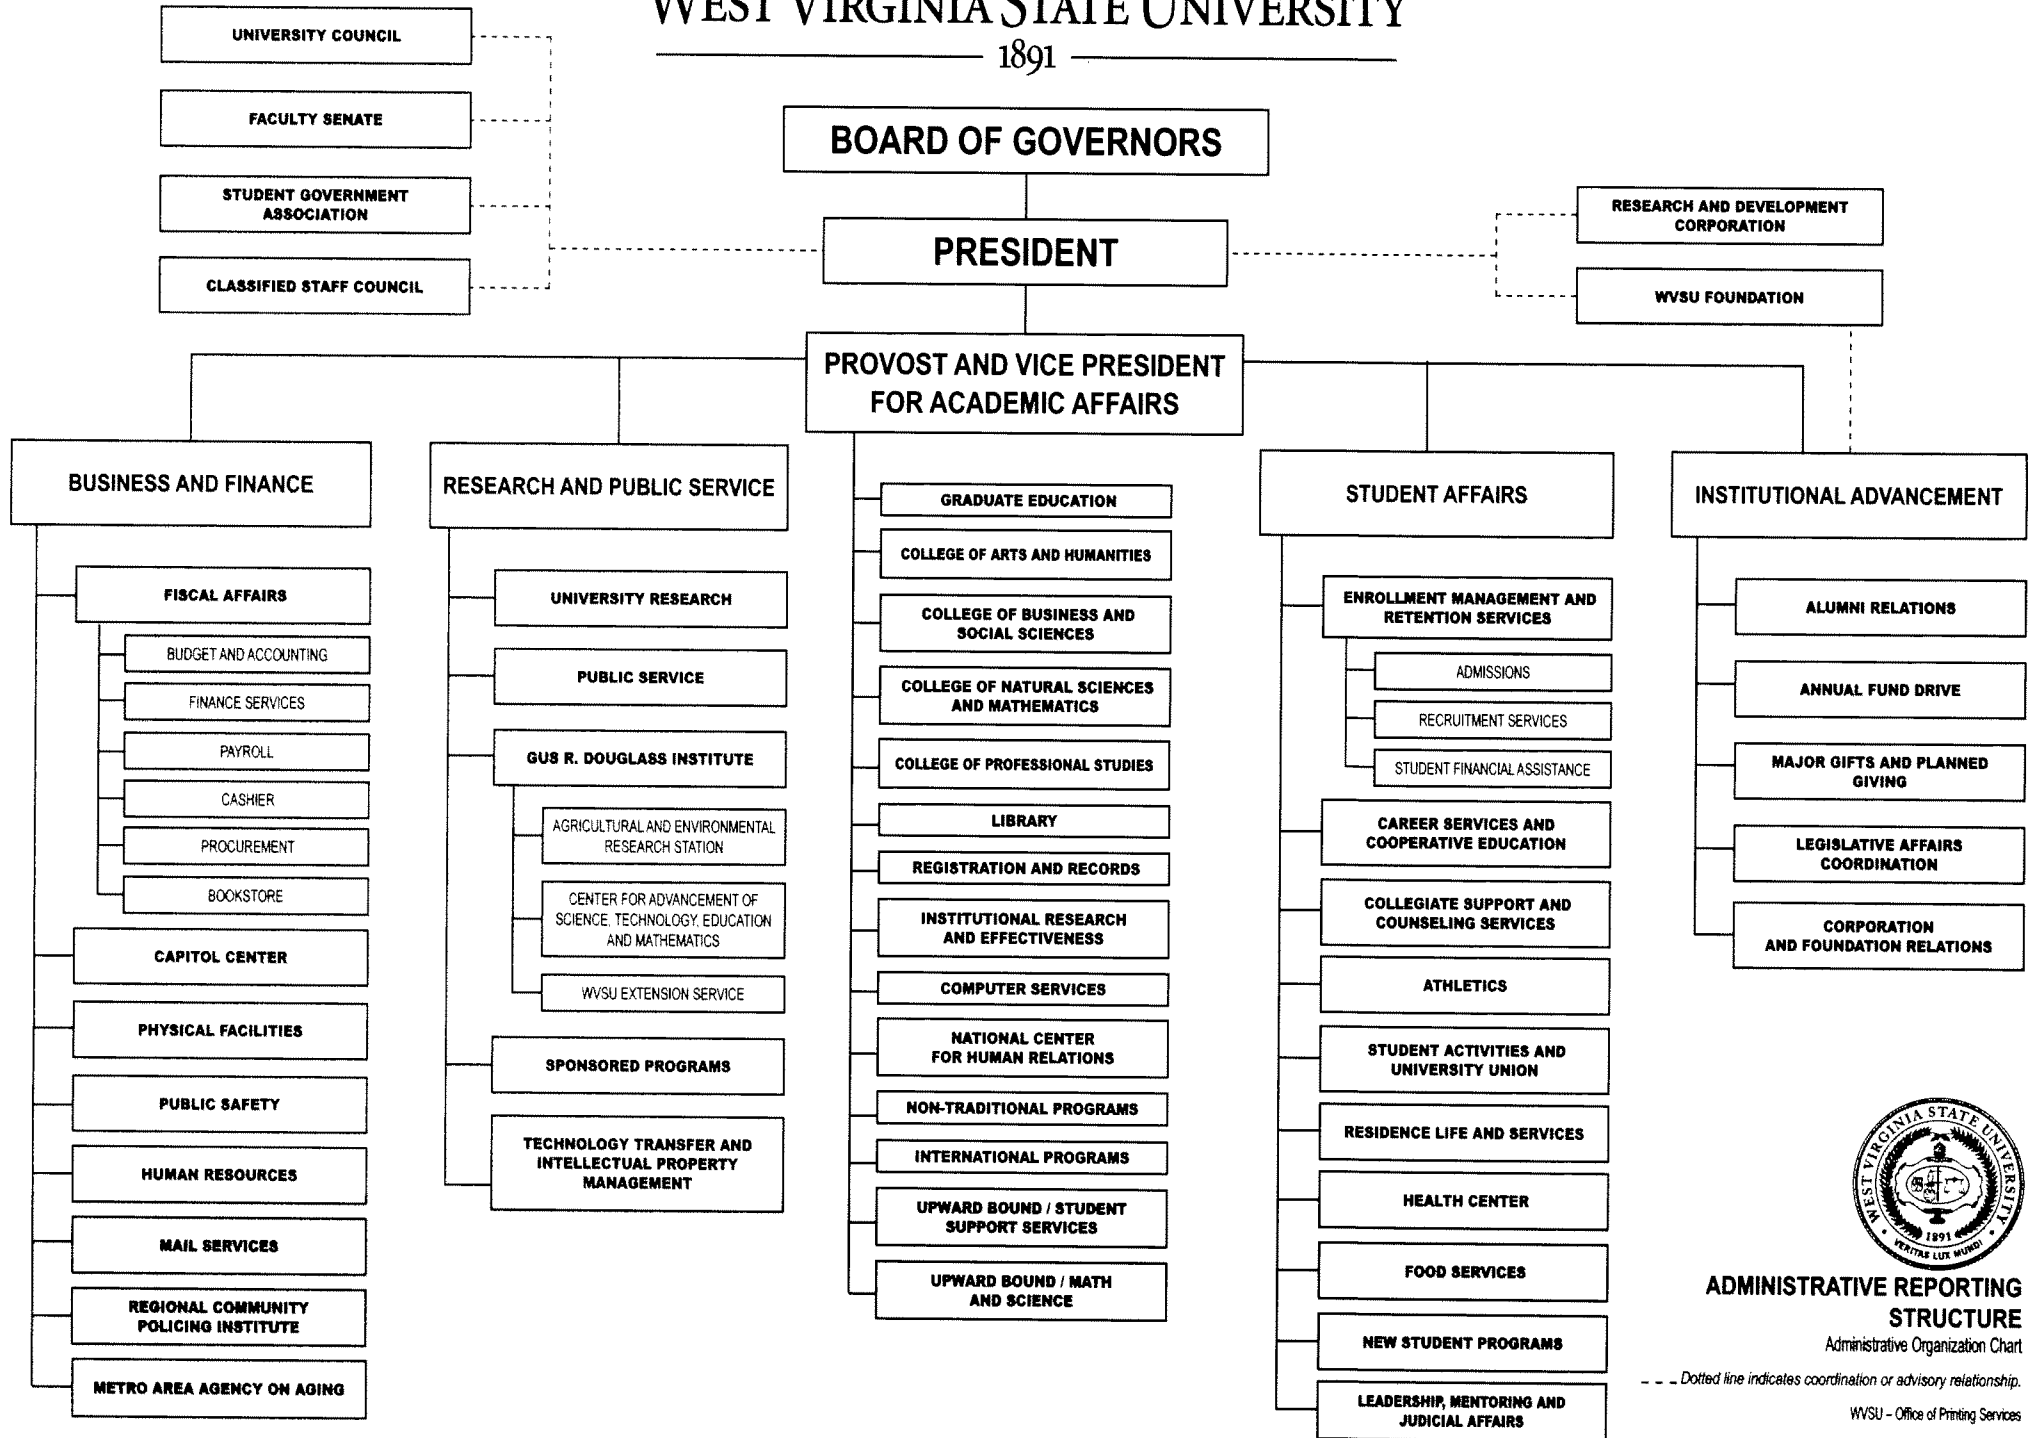 WEST VIRGINIA STATE UNIVERSITY
1891
UNIVERSITY COUNCIL
FACULTY SENATE
STUDENT GOVERNMENT
ASSOCIATION
CLASSIFIED STAFF COUNCIL
BOARD OF GOVERNORS
PRESIDENT
RESEARCH AND DEVELOPMENT
CORPORATION
WVSU FOUNDATION
PROVOST AND VICE PRESIDENT
FOR ACADEMIC AFFAIRS
BUSINESS AND FINANCE
FISCAL AFFAIRS
BUDGET AND ACCOUNTING
FINANCE SERVICES
PAYROLL
CASHIER
PROCUREMENT
BOOKSTORE
CAPITOL CENTER
PHYSICAL FACILITIES
PUBLIC SAFETY
HUMAN RESOURCES
MAIL SERVICES
REGIONAL COMMUNITY
POLICING INSTITUTE
METRO AREA AGENCY ON AGING
RESEARCH AND PUBLIC SERVICE
UNIVERSITY RESEARCH
PUBLIC SERVICE
GUS R. DOUGLASS INSTITUTE
AGRICULTURAL AND ENVIRONMENTAL
RESEARCH STATION
CENTER FOR ADVANCEMENT OF
SCIENCE, TECHNOLOGY, EDUCATION
AND MATHEMATICS
WVSU EXTENSION SERVICE
SPONSORED PROGRAMS
TECHNOLOGY TRANSFER AND
INTELLECTUAL PROPERTY
MANAGEMENT
GRADUATE EDUCATION
COLLEGE OF ARTS AND HUMANITIES
COLLEGE OF BUSINESS AND
SOCIAL SCIENCES
COLLEGE OF NATURAL SCIENCES
AND MATHEMATICS
COLLEGE OF PROFESSIONAL STUDIES
LIBRARY
REGISTRATION AND RECORDS
INSTITUTIONAL RESEARCH
AND EFFECTIVENESS
COMPUTER SERVICES
NATIONAL CENTER
FOR HUMAN RELATIONS
NON-TRADITIONAL PROGRAMS
INTERNATIONAL PROGRAMS
UPWARD BOUND / STUDENT
SUPPORT SERVICES
UPWARD BOUND / MATH
AND SCIENCE
STUDENT AFFAIRS
ENROLLMENT MANAGEMENT AND
RETENTION SERVICES
ADMISSIONS
RECRUITMENT SERVICES
STUDENT FINANCIAL ASSISTANCE
CAREER SERVICES AND
COOPERATIVE EDUCATION
COLLEGIATE SUPPORT AND
COUNSELING SERVICES
ATHLETICS
STUDENT ACTIVITIES AND
UNIVERSITY UNION
RESIDENCE LIFE AND SERVICES
HEALTH CENTER
FOOD SERVICES
NEW STUDENT PROGRAMS
LEADERSHIP, MENTORING AND
JUDICIAL AFFAIRS
INSTITUTIONAL ADVANCEMENT
ALUMNI RELATIONS
ANNUAL FUND DRIVE
MAJOR GIFTS AND PLANNED
GIVING
LEGISLATIVE AFFAIRS
COORDINATION
CORPORATION
AND FOUNDATION RELATIONS
WEST VIRGINIA STATE UNIVERSITY
1891
VERITAS LUX MUNDI
ADMINISTRATIVE REPORTING
STRUCTURE
Administrative Organization Chart
Dotted line indicates coordination or advisory relationship.
WVSU – Office of Printing Services